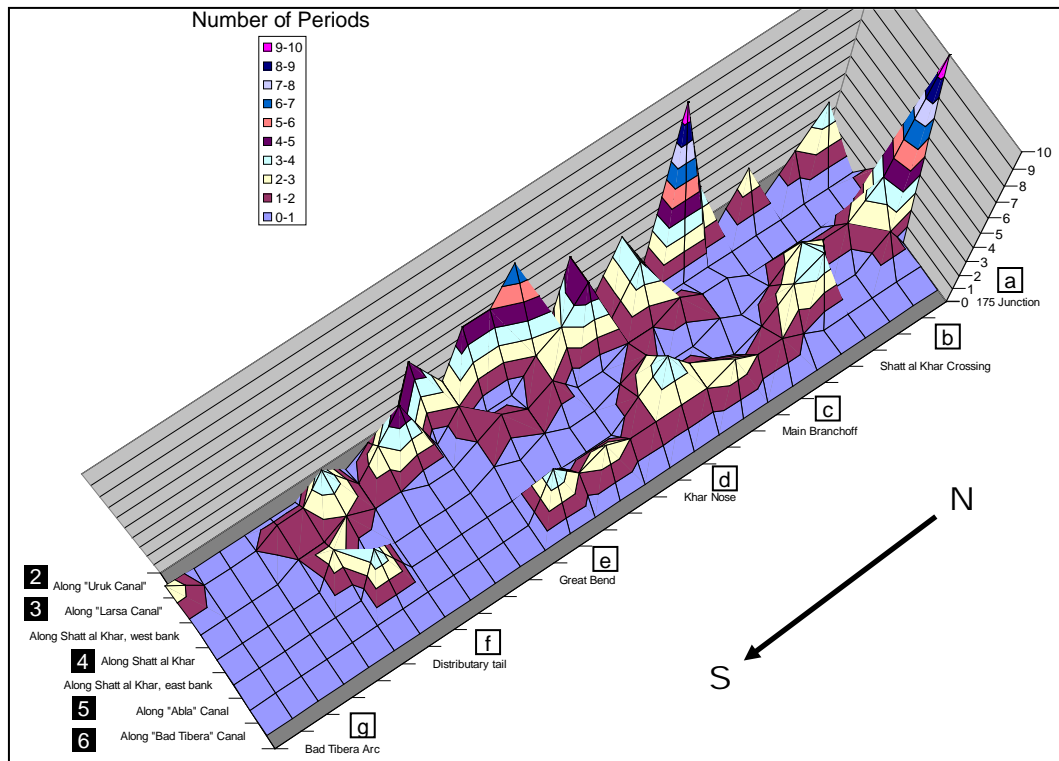 Number of Periods
9-10
8-9
7-8
6-7
5-6
4-5
3-4
2-3
1-2
0-1
10
9
8
7
6
5
4
3
2
1
0
a
175 Junction
b
Shatt al Khar Crossing
c
Main Branchoff
d
Khar Nose
e
Great Bend
f
Distributary tail
g
Bad Tibera Arc
N
S
2 Along "Uruk Canal"
3 Along "Larsa Canal"
Along Shatt al Khar, west bank
4 Along Shatt al Khar
Along Shatt al Khar, east bank
5 Along "Abla" Canal
6 Along "Bad Tibera" Canal